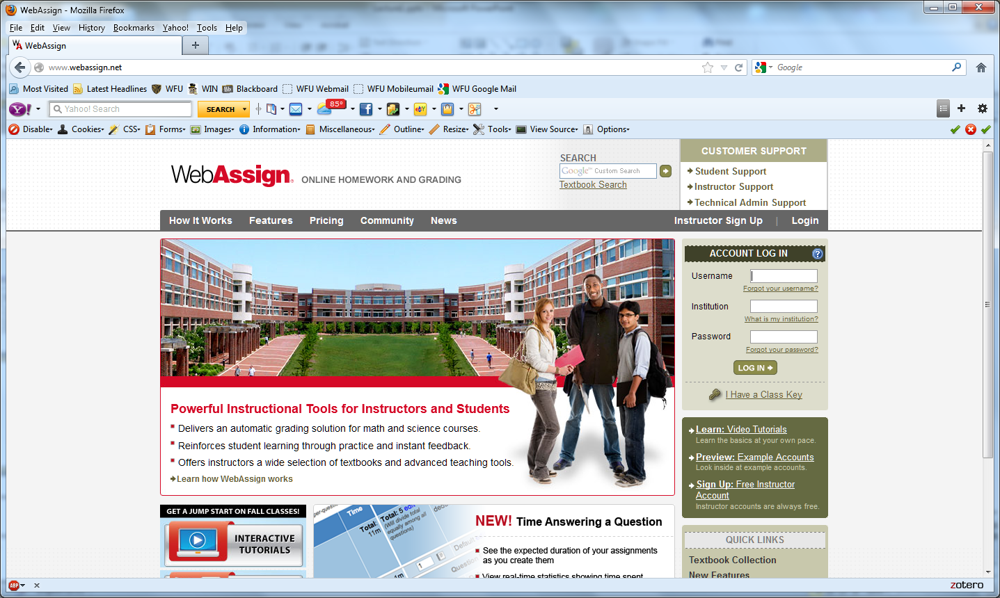 WebAssign - Mozilla Firefox
File Edit View History Bookmarks Yahoo! Tools Help
WebAssign
www.webassign.net
Google
Most Visited Latest Headlines WFU WIN Bb Blackboard WFU Webmail WFU Mobileumail WFU Google Mail
Y! Yahoo! Search SEARCH 85° ebY
Disable Cookies CSS Forms Images Information Miscellaneous Outline Resize Tools View Source Options
WebAssign ONLINE HOMEWORK AND GRADING
SEARCH
Google™ Custom Search
Textbook Search
CUSTOMER SUPPORT
Student Support
Instructor Support
Technical Admin Support
How It Works Features Pricing Community News Instructor Sign Up | Login
ACCOUNT LOG IN ?
Username
Forgot your username?
Institution
What is my institution?
Password
Forgot your password?
LOG IN
I Have a Class Key
Powerful Instructional Tools for Instructors and Students
Delivers an automatic grading solution for math and science courses.
Reinforces student learning through practice and instant feedback.
Offers instructors a wide selection of textbooks and advanced teaching tools.
Learn how WebAssign works
Learn: Video Tutorials
Learn the basics at your own pace.
Preview: Example Accounts
Look inside at example accounts.
Sign Up: Free Instructor
Account
Instructor accounts are always free.
GET A JUMP START ON FALL CLASSES!
INTERACTIVE
TUTORIALS
per-question
Time
Total:
11m
Total: 5 edit
(Will divide total
equally among all
questions)
Default
1
Question
NEW! Time Answering a Question
See the expected duration of your assignments
as you create them
View real-time statistics showing time spent
QUICK LINKS
Textbook Collection
New Features
ABP
zotero